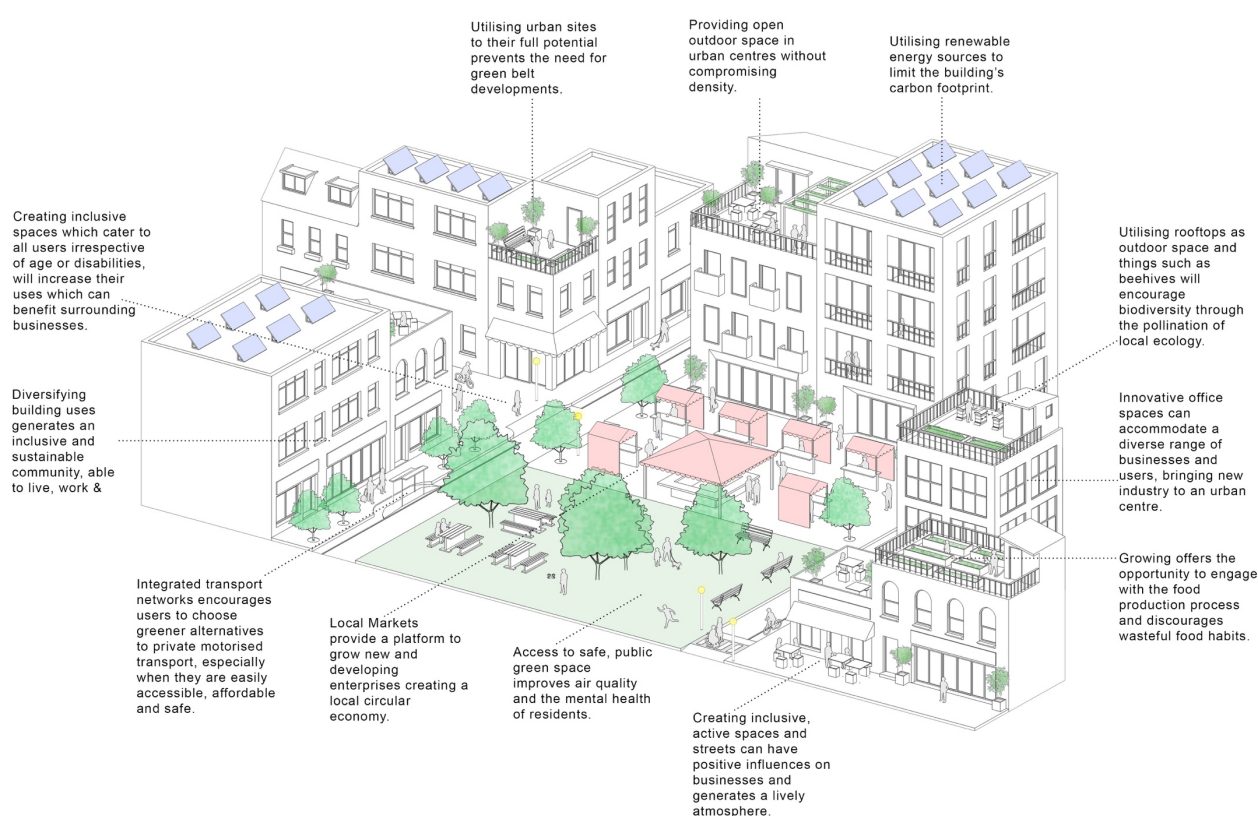 Utilising urban sites
to their full potential
prevents the need for
green belt
developments.
Providing open
outdoor space in
urban centres without
compromising
density.
Utilising renewable
energy sources to
limit the building's
carbon footprint.
Creating inclusive
spaces which cater to
all users irrespective
of age or disabilities,
will increase their
uses which can
benefit surrounding
businesses.
Utilising rooftops as
outdoor space and
things such as
beehives will
encourage
biodiversity through
the pollination of
local ecology.
Diversifying
building uses
generates an
inclusive and
sustainable
community, able
to live, work &
Innovative office
spaces can
accommodate a
diverse range of
businesses and
users, bringing new
industry to an urban
centre.
Growing offers the
opportunity to engage
with the food
production process
and discourages
wasteful food habits.
Integrated transport
networks encourages
users to choose
greener alternatives
to private motorised
transport, especially
when they are easily
accessible, affordable
and safe.
Local Markets
provide a platform to
grow new and
developing
enterprises creating a
local circular
economy.
Access to safe, public
green space
improves air quality
and the mental health
of residents.
Creating inclusive,
active spaces and
streets can have
positive influences on
businesses and
generates a lively
atmosphere.